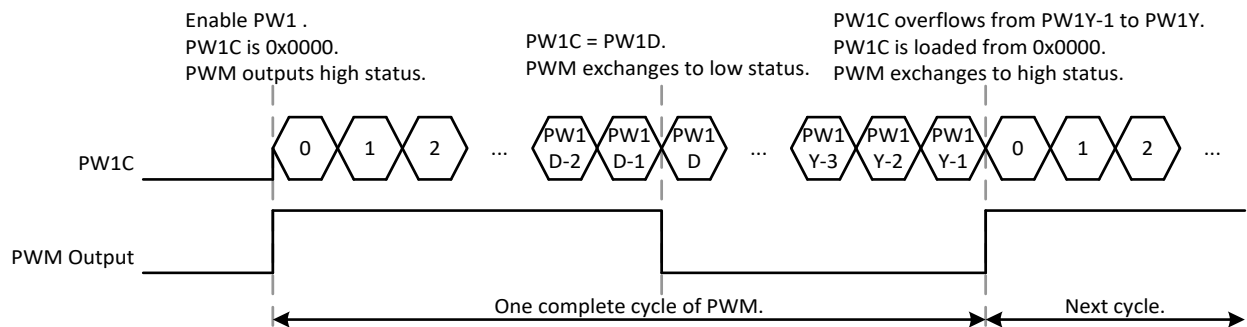 Enable PW1 .
PW1C is 0x0000.
PWM outputs high status.
PW1C = PW1D.
PWM exchanges to low status.
PW1C overflows from PW1Y-1 to PW1Y.
PW1C is loaded from 0x0000.
PWM exchanges to high status.
PW1C
0 1 2 ... PW1 D-2 PW1 D-1 PW1 D ... PW1 Y-3 PW1 Y-2 PW1 Y-1 0 1 2 ...
PWM Output
One complete cycle of PWM.
Next cycle.